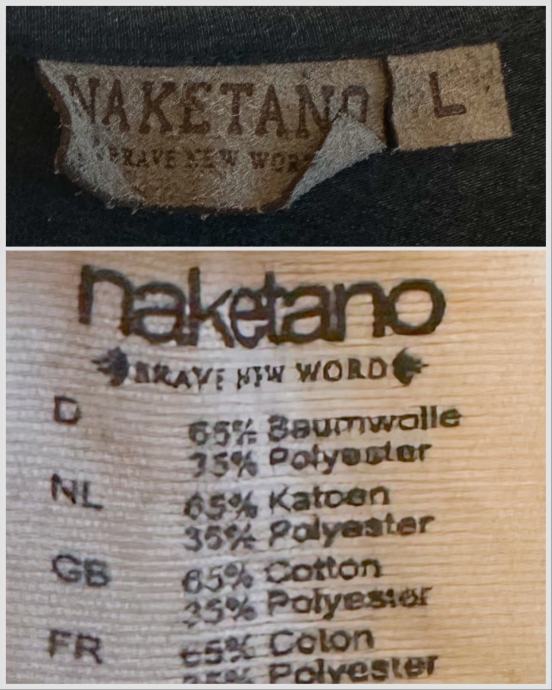 NAKETANO
BRAVE NEW WOR
L
naketano
BRAVE NEW WORD
D
65% Baumwolle
35% Polyester
NL
65% Katoen
35% Polyester
GB
65% Cotton
35% Polyester
FR
65% Coton
35% Polyester